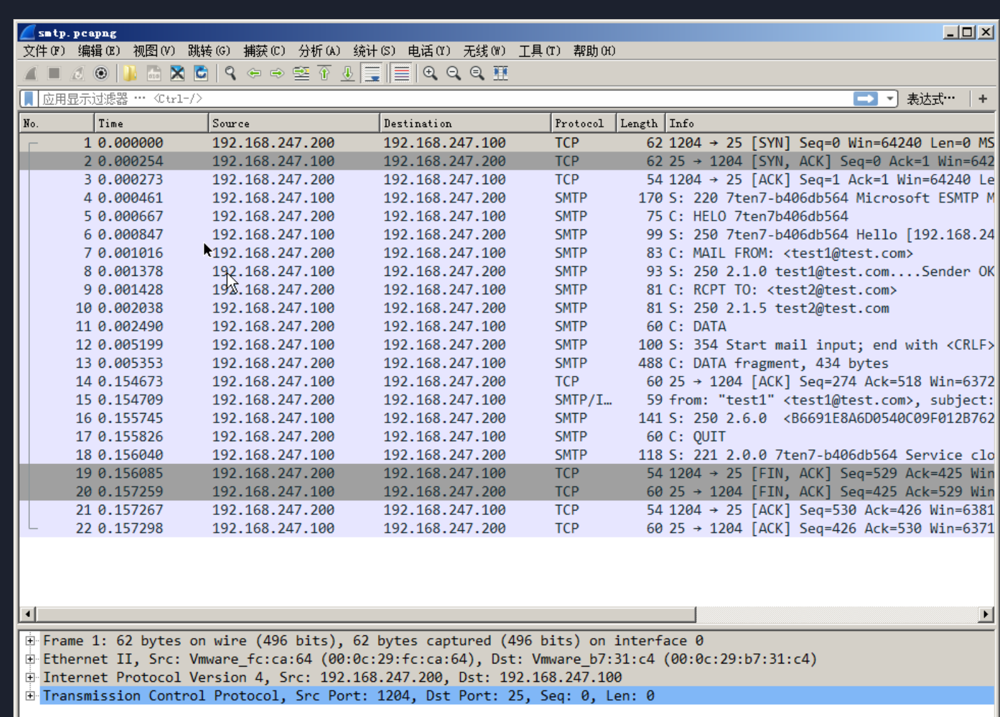 smtp.pcapng
文件(F) 编辑(E) 视图(V) 跳转(G) 捕获(C) 分析(A) 统计(S) 电话(Y) 无线(W) 工具(T) 帮助(H)
应用显示过滤器 … <Ctrl-/> 表达式… +
No. Time Source Destination Protocol Length Info
1 0.000000 192.168.247.200 192.168.247.100 TCP 62 1204 → 25 [SYN] Seq=0 Win=64240 Len=0 MS
2 0.000254 192.168.247.100 192.168.247.200 TCP 62 25 → 1204 [SYN, ACK] Seq=0 Ack=1 Win=642
3 0.000273 192.168.247.200 192.168.247.100 TCP 54 1204 → 25 [ACK] Seq=1 Ack=1 Win=64240 Le
4 0.000461 192.168.247.100 192.168.247.200 SMTP 170 S: 220 7ten7-b406db564 Microsoft ESMTP M
5 0.000667 192.168.247.200 192.168.247.100 SMTP 75 C: HELO 7ten7b406db564
6 0.000847 192.168.247.100 192.168.247.200 SMTP 99 S: 250 7ten7-b406db564 Hello [192.168.24
7 0.001016 192.168.247.200 192.168.247.100 SMTP 83 C: MAIL FROM: <test1@test.com>
8 0.001378 192.168.247.100 192.168.247.200 SMTP 93 S: 250 2.1.0 test1@test.com....Sender OK
9 0.001428 192.168.247.200 192.168.247.100 SMTP 81 C: RCPT TO: <test2@test.com>
10 0.002038 192.168.247.100 192.168.247.200 SMTP 81 S: 250 2.1.5 test2@test.com
11 0.002490 192.168.247.200 192.168.247.100 SMTP 60 C: DATA
12 0.005199 192.168.247.100 192.168.247.200 SMTP 100 S: 354 Start mail input; end with <CRLF>
13 0.005353 192.168.247.200 192.168.247.100 SMTP 488 C: DATA fragment, 434 bytes
14 0.154673 192.168.247.100 192.168.247.200 TCP 60 25 → 1204 [ACK] Seq=274 Ack=518 Win=6372
15 0.154709 192.168.247.200 192.168.247.100 SMTP/I… 59 from: "test1" <test1@test.com>, subject:
16 0.155745 192.168.247.100 192.168.247.200 SMTP 141 S: 250 2.6.0 <B6691E8A6D0540C09F012B762
17 0.155826 192.168.247.200 192.168.247.100 SMTP 60 C: QUIT
18 0.156040 192.168.247.100 192.168.247.200 SMTP 118 S: 221 2.0.0 7ten7-b406db564 Service clo
19 0.156085 192.168.247.200 192.168.247.100 TCP 54 1204 → 25 [FIN, ACK] Seq=529 Ack=425 Win
20 0.157259 192.168.247.100 192.168.247.200 TCP 60 25 → 1204 [FIN, ACK] Seq=425 Ack=529 Win
21 0.157267 192.168.247.200 192.168.247.100 TCP 54 1204 → 25 [ACK] Seq=530 Ack=426 Win=6381
22 0.157298 192.168.247.100 192.168.247.200 TCP 60 25 → 1204 [ACK] Seq=426 Ack=530 Win=6371
Frame 1: 62 bytes on wire (496 bits), 62 bytes captured (496 bits) on interface 0
Ethernet II, Src: Vmware_fc:ca:64 (00:0c:29:fc:ca:64), Dst: Vmware_b7:31:c4 (00:0c:29:b7:31:c4)
Internet Protocol Version 4, Src: 192.168.247.200, Dst: 192.168.247.100
Transmission Control Protocol, Src Port: 1204, Dst Port: 25, Seq: 0, Len: 0